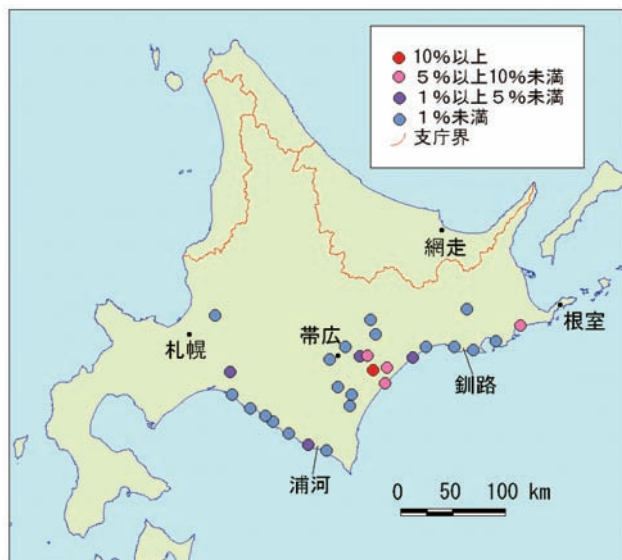 10％以上
５％以上10％未満
１％以上５％未満
１％未満
支庁界
網走
根室
札幌
帯広
釧路
浦河
0 50 100 km